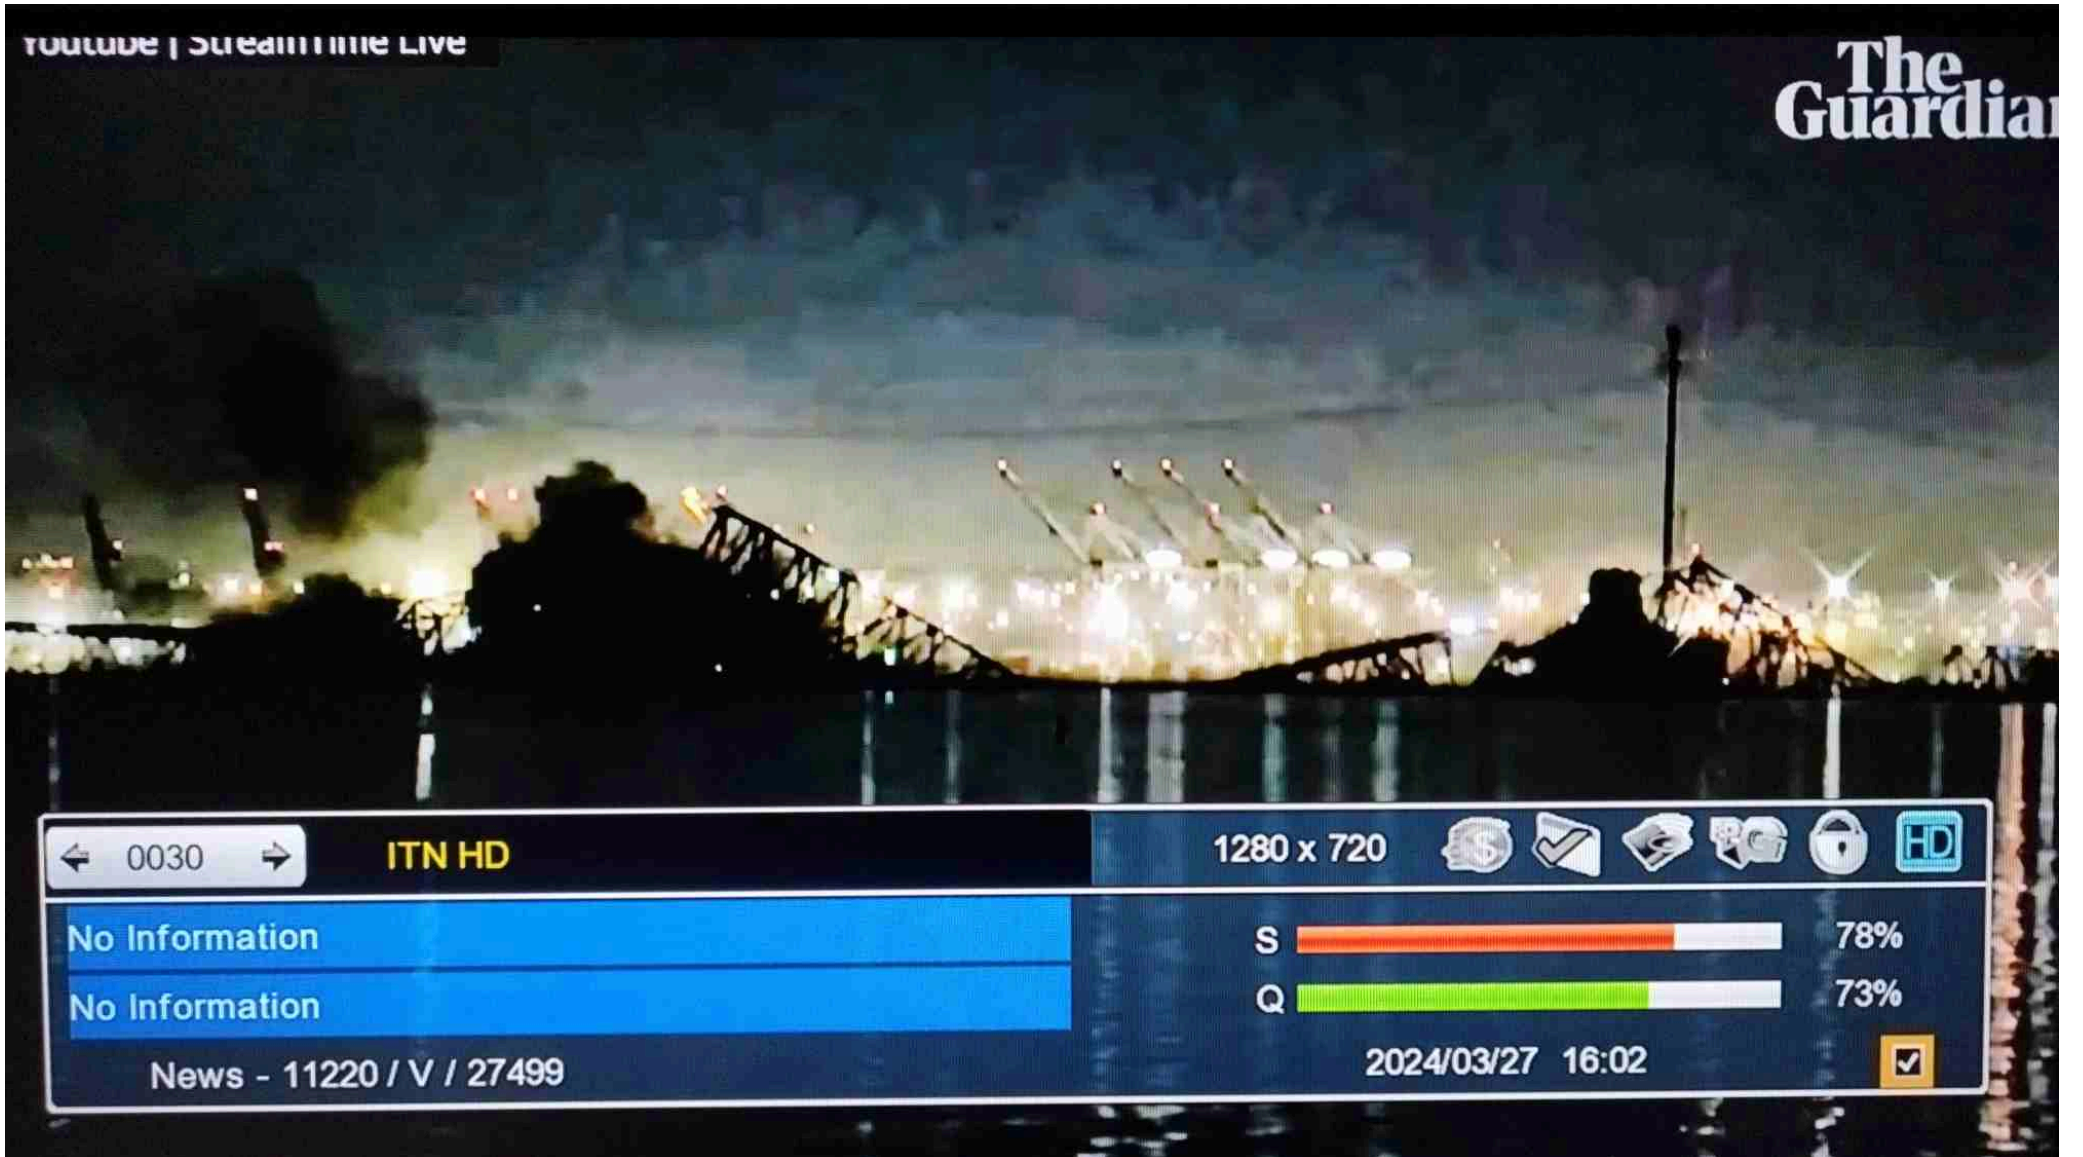 Youtube | StreamTime Live
The
Guardian
0030
ITN HD
1280 x 720
HD
No Information
S
78%
No Information
Q
73%
News - 11220 / V / 27499
2024/03/27 16:02